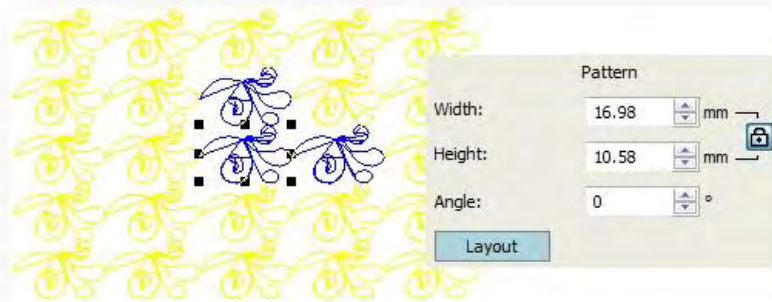 Pattern
Width: 16.98 mm
Height: 10.58 mm
Angle: 0 °
Layout